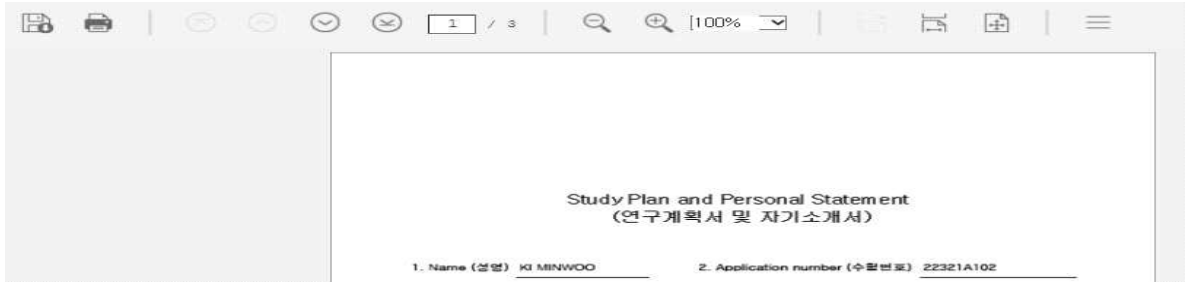 1 / 3 100%
Study Plan and Personal Statement
(연구계획서 및 자기소개서)
1. Name (성명) KI MINWOO 2. Application number (수험번호) 22321A102